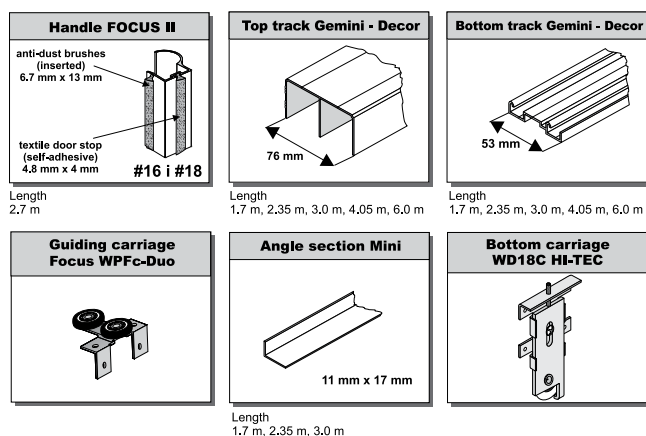 Handle FOCUS II
anti-dust brushes
(inserted)
6.7 mm x 13 mm
textile door stop
(self-adhesive)
4.8 mm x 4 mm
#16 i #18
Length
2.7 m
Top track Gemini - Decor
76 mm
Length
1.7 m, 2.35 m, 3.0 m, 4.05 m, 6.0 m
Bottom track Gemini - Decor
53 mm
Length
1.7 m, 2.35 m, 3.0 m, 4.05 m, 6.0 m
Guiding carriage
Focus WPFc-Duo
Angle section Mini
11 mm x 17 mm
Length
1.7 m, 2.35 m, 3.0 m
Bottom carriage
WD18C HI-TEC